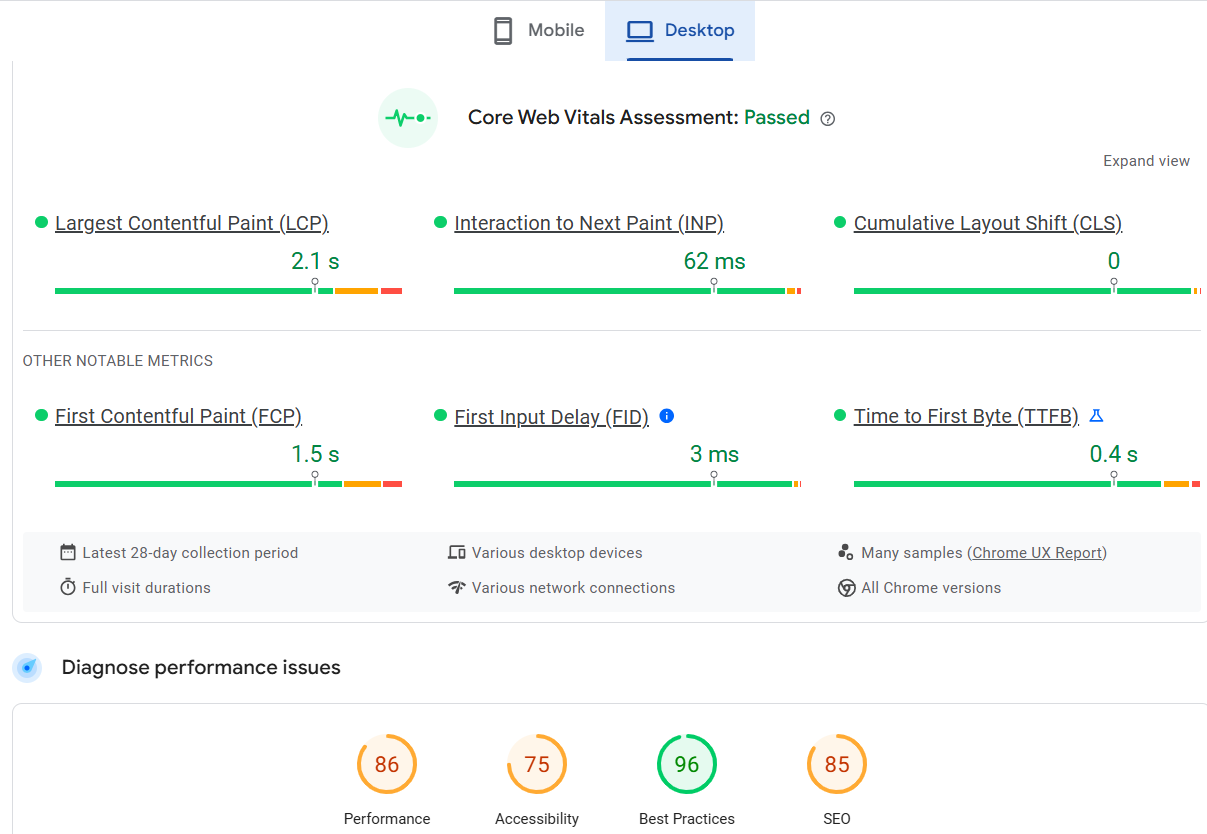 Mobile Desktop
Core Web Vitals Assessment: Passed
Expand view
Largest Contentful Paint (LCP) Interaction to Next Paint (INP) Cumulative Layout Shift (CLS)
2.1 s 62 ms 0
OTHER NOTABLE METRICS
First Contentful Paint (FCP) First Input Delay (FID) Time to First Byte (TTFB)
1.5 s 3 ms 0.4 s
Latest 28-day collection period Various desktop devices Many samples (Chrome UX Report)
Full visit durations Various network connections All Chrome versions
Diagnose performance issues
86 75 96 85
Performance Accessibility Best Practices SEO